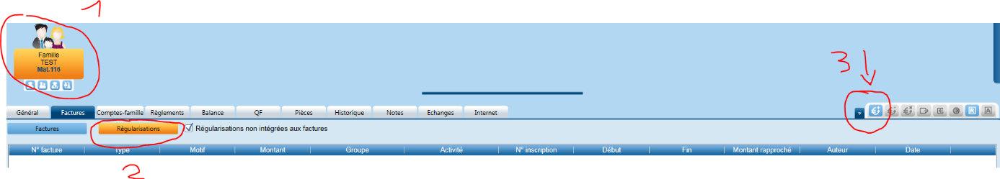 1
Famille
TEST
Mat.116
3
Général Factures Comptes-famille Règlements Balance QF Pièces Historique Notes Echanges Internet
Factures Régularisations Régularisations non intégrées aux factures
N° facture Type Motif Montant Groupe Activité N° inscription Début Fin Montant rapproché Auteur Date
2